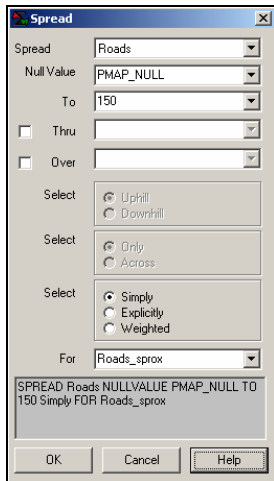 Spread
Spread Roads
Null Value PMAP_NULL
To 150
Thru
Over
Select Uphill
Downhill
Select Only
Across
Select Simply
Explicitly
Weighted
For Roads_sprox
SPREAD Roads NULLVALUE PMAP_NULL TO
150 Simply FOR Roads_sprox
OK Cancel Help